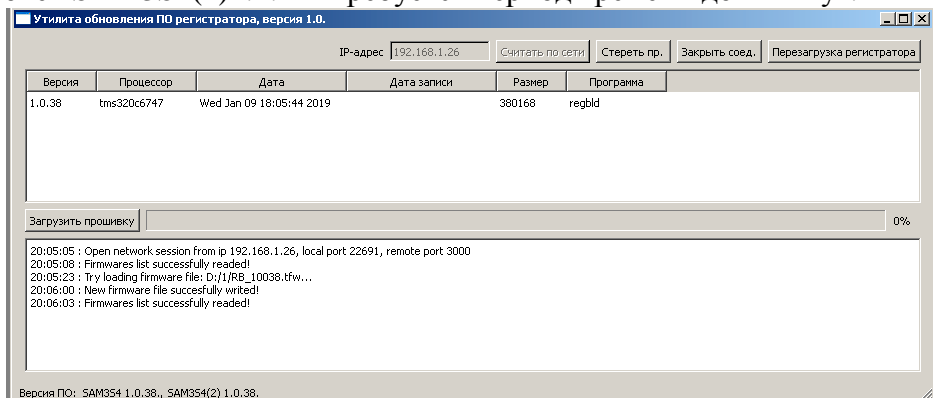 Утилита обновления ПО регистратора, версия 1.0.
IP-адрес 192.168.1.26 Считать по сети Стереть пр. Закрыть соед. Перезагрузка регистратора
Версия Процессор Дата Дата записи Размер Программа
1.0.38 tms320c6747 Wed Jan 09 18:05:44 2019 380168 regbld
Загрузить прошивку 0%
20:05:05 : Open network session from ip 192.168.1.26, local port 22691, remote port 3000
20:05:08 : Firmwares list successfully readed!
20:05:23 : Try loading firmware file: D:/1/RB_10038.tfw...
20:06:00 : New firmware file succesfully writed!
20:06:03 : Firmwares list successfully readed!
Версия ПО: SAM3S4 1.0.38., SAM3S4(2) 1.0.38.